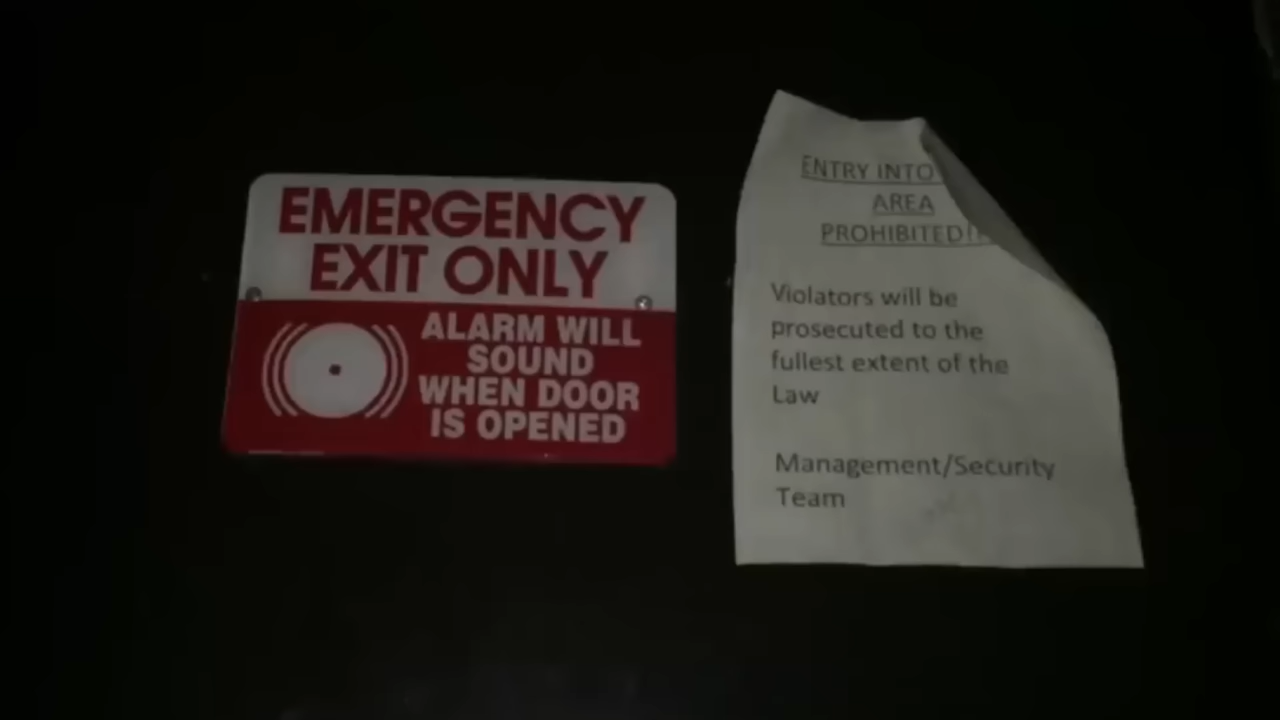 EMERGENCY
EXIT ONLY
ALARM WILL
SOUND
WHEN DOOR
IS OPENED
ENTRY INTO
AREA
PROHIBITED!!
Violators will be
prosecuted to the
fullest extent of the
Law
Management/Security
Team